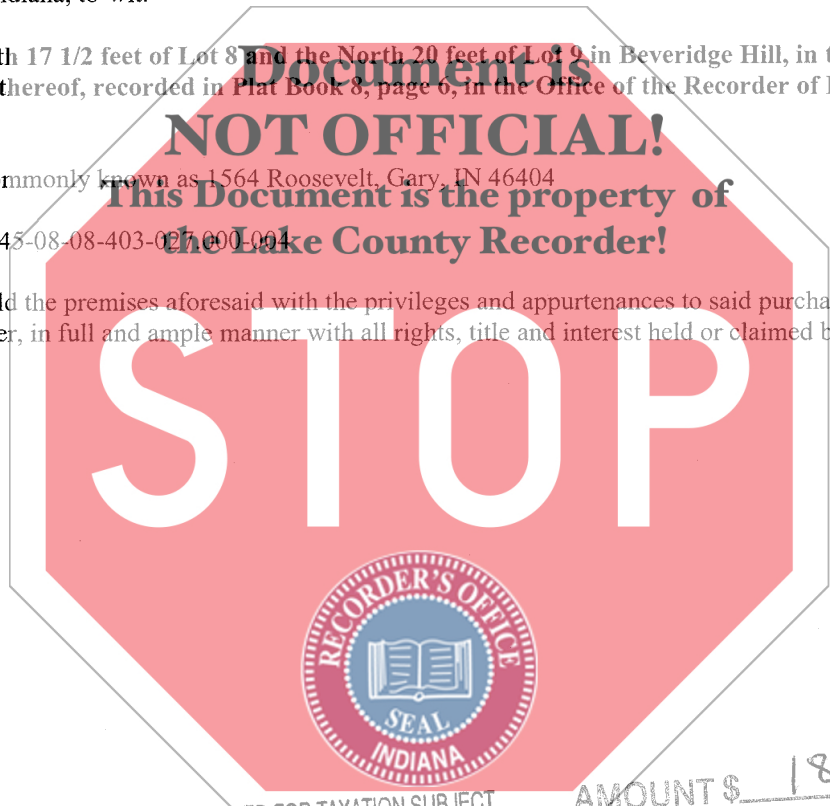 th 17 1/2 feet of Lot 8 and the North 20 feet of Lot 9 in Beveridge Hill, in
Document is
thereof, recorded in Plat Book 8, page 6, in the Office of the Recorder of
NOT OFFICIAL!
mmonly known as 1564 Roosevelt, Gary, IN 46404
This Document is the property of
45-08-08-403-027.000-004
the Lake County Recorder!
ld the premises aforesaid with the privileges and appurtenances to said purcha
er, in full and ample manner with all rights, title and interest held or claimed b
STOP
RECORDER'S OFFICE
SEAL
INDIANA
FOR TAXATION SUBJECT
AMOUNT $ 18